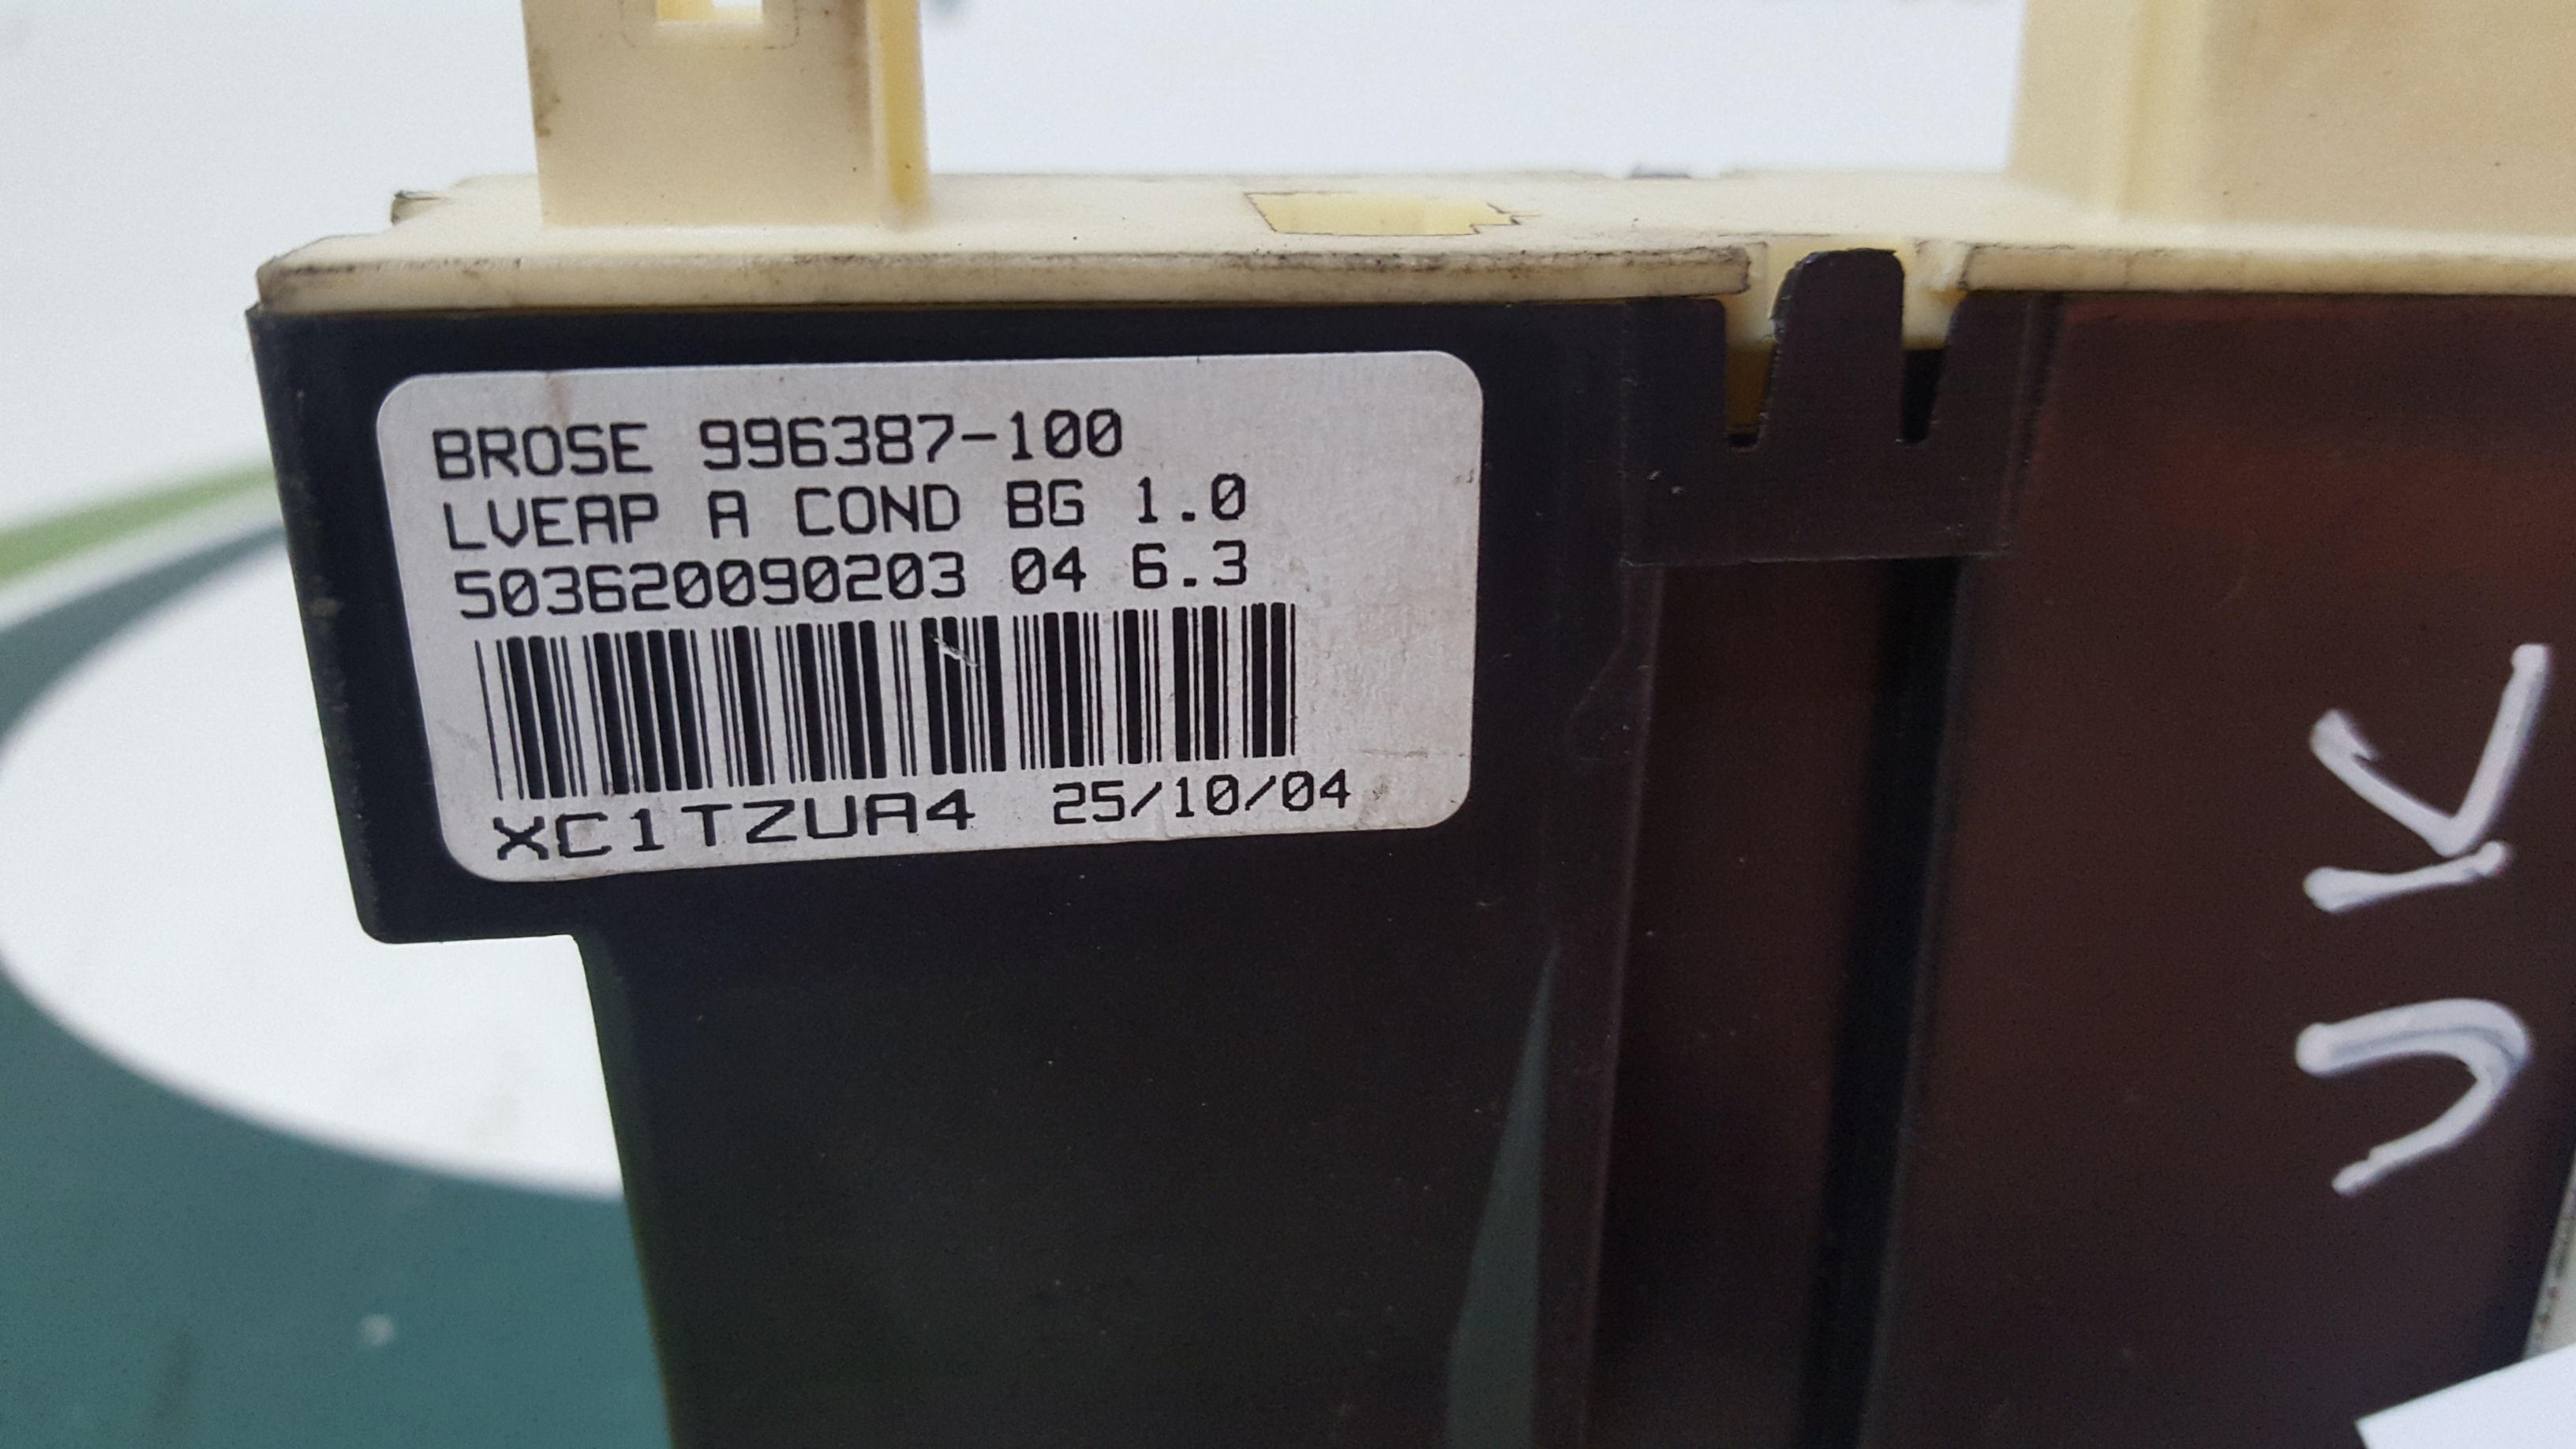 BROSE 996387-100
LVEAP A COND BG 1.0
503620090203 04 6.3
XC1TZUA4 25/10/04
UK